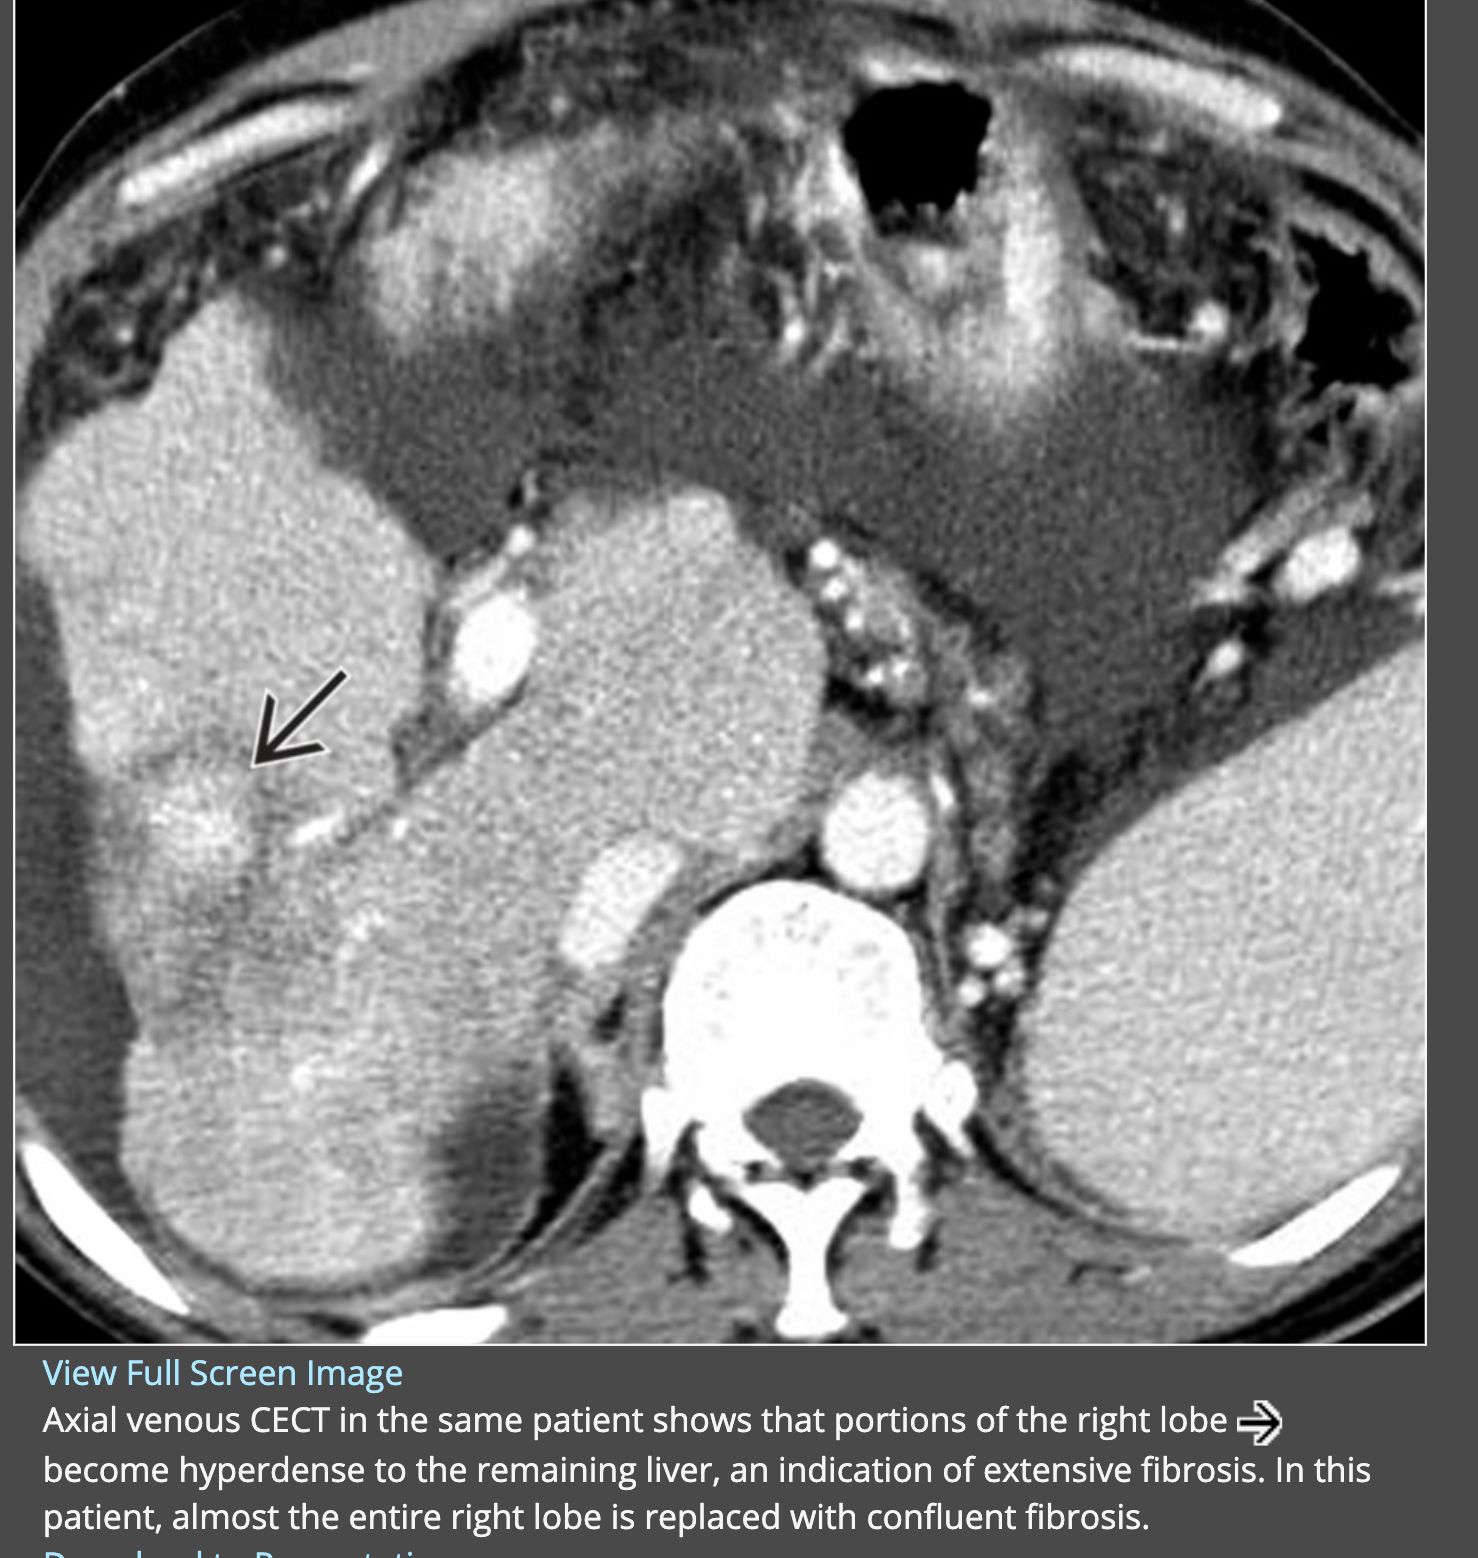 View Full Screen Image
Axial venous CECT in the same patient shows that portions of the right lobe
become hyperdense to the remaining liver, an indication of extensive fibrosis. In this
patient, almost the entire right lobe is replaced with confluent fibrosis.